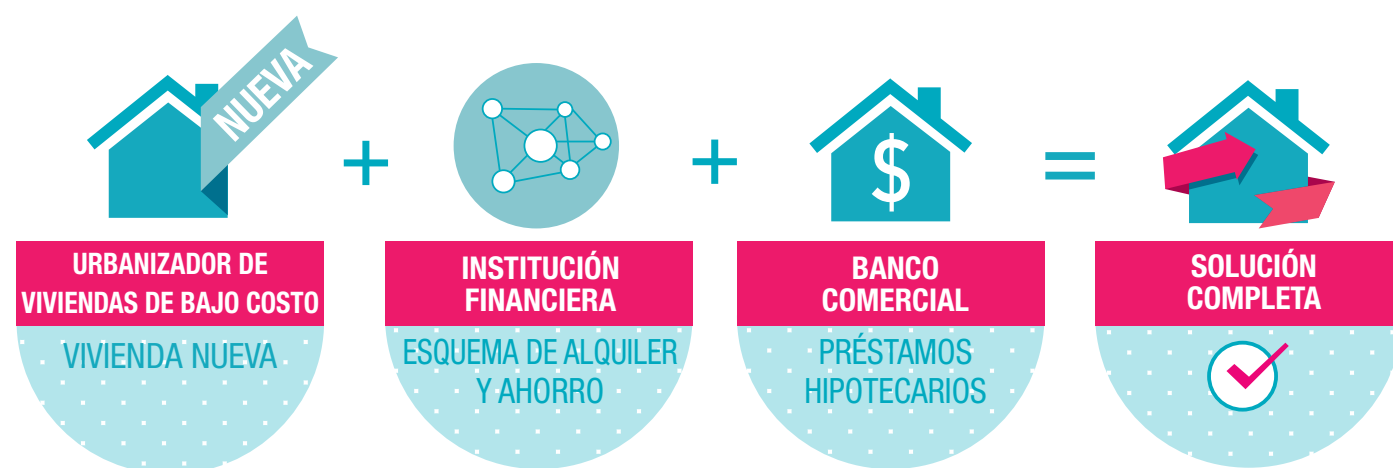 NUEVA
+
+
$
=
URBANIZADOR DE
VIVIENDAS DE BAJO COSTO
VIVIENDA NUEVA
INSTITUCIÓN
FINANCIERA
ESQUEMA DE ALQUILER
Y AHORRO
BANCO
COMERCIAL
PRÉSTAMOS
HIPOTECARIOS
SOLUCIÓN
COMPLETA